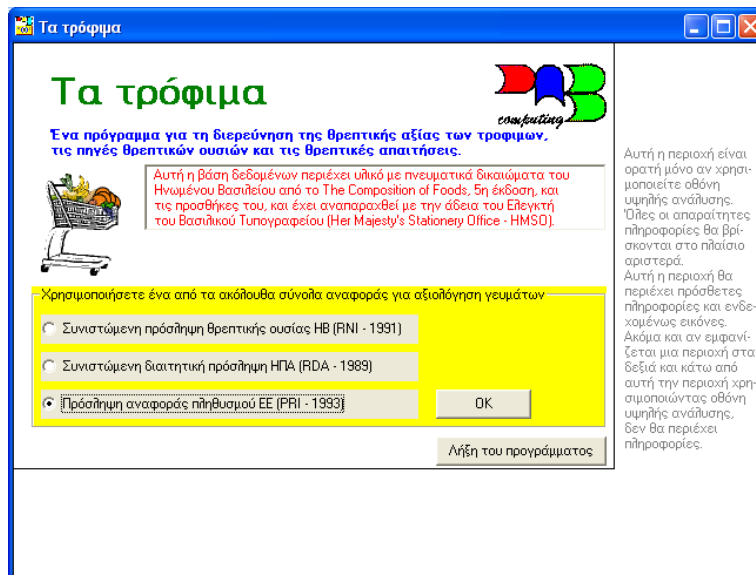 Τα τρόφιμα
Τα τρόφιμα
computing
Ένα πρόγραμμα για τη διερεύνηση της θρεπτικής αξίας των τροφιμων,
τις πηγές θρεπτικών ουσιών και τις θρεπτικές απαιτήσεις.
Αυτή η βάση δεδομένων περιέχει υλικό με πνευματικά δικαιώματα του
Ηνωμένου Βασιλείου από το The Composition of Foods, 5η έκδοση, και
τις προσθήκες του, και έχει αναπαραχθεί με την άδεια του Ελεγκτή
του Βασιλικού Τυπογραφείου (Her Majesty's Stationery Office - HMSO).
Χρησιμοποιήσετε ένα από τα ακόλουθα σύνολα αναφοράς για αξιολόγηση γευμάτων
Συνιστώμενη πρόσληψη θρεπτικής ουσίας ΗΒ (RNI - 1991)
Συνιστώμενη διαιτητική πρόσληψη ΗΠΑ (RDA - 1989)
Πρόσληψη αναφοράς πληθυσμού ΕΕ (PRI - 1993)
OK
Λήξη του προγράμματος
Αυτή η περιοχή είναι
ορατή μόνο αν χρησι-
μοποιείτε οθόνη
υψηλής ανάλυσης.
Όλες οι απαραίτητες
πληροφορίες θα βρί-
σκονται στο πλαίσιο
αριστερά.
Αυτή η περιοχή θα
περιέχει πρόσθετες
πληροφορίες και ενδε-
χομένως εικόνες.
Ακόμα και αν εμφανί-
ζεται μια περιοχή στα
δεξιά και κάτω από
αυτή την περιοχή χρη-
σιμοποιώντας οθόνη
υψηλής ανάλυσης,
δεν θα περιέχει
πληροφορίες.